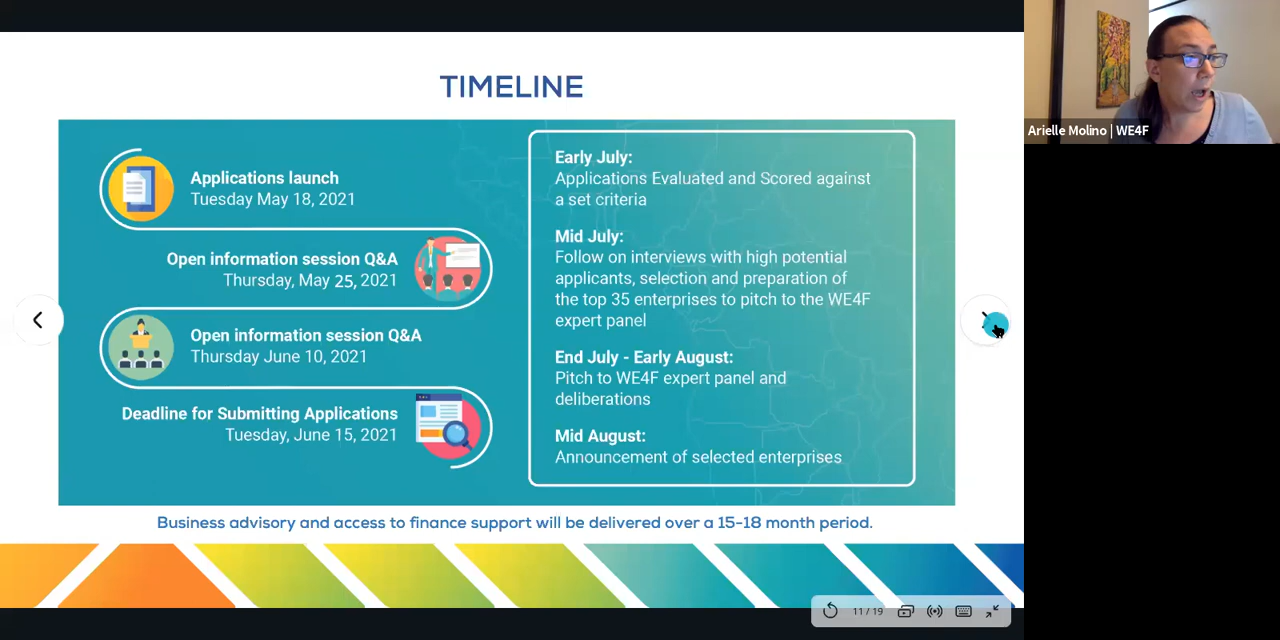 TIMELINE
Applications launch
Tuesday May 18, 2021
Open information session Q&A
Thursday, May 25, 2021
Open information session Q&A
Thursday June 10, 2021
Deadline for Submitting Applications
Tuesday, June 15, 2021
Early July:
Applications Evaluated and Scored against
a set criteria
Mid July:
Follow on interviews with high potential
applicants, selection and preparation of
the top 35 enterprises to pitch to the WE4F
expert panel
End July - Early August:
Pitch to WE4F expert panel and
deliberations
Mid August:
Announcement of selected enterprises
Business advisory and access to finance support will be delivered over a 15-18 month period.
11 / 19
Arielle Molino | WE4F